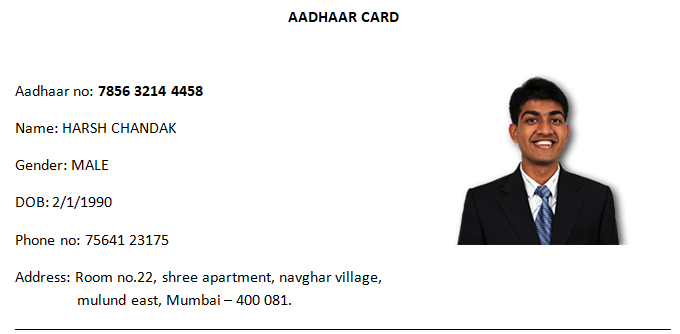 AADHAAR CARD
Aadhaar no: 7856 3214 4458
Name: HARSH CHANDAK
Gender: MALE
DOB: 2/1/1990
Phone no: 75641 23175
Address: Room no.22, shree apartment, navghar village,
mulund east, Mumbai – 400 081.